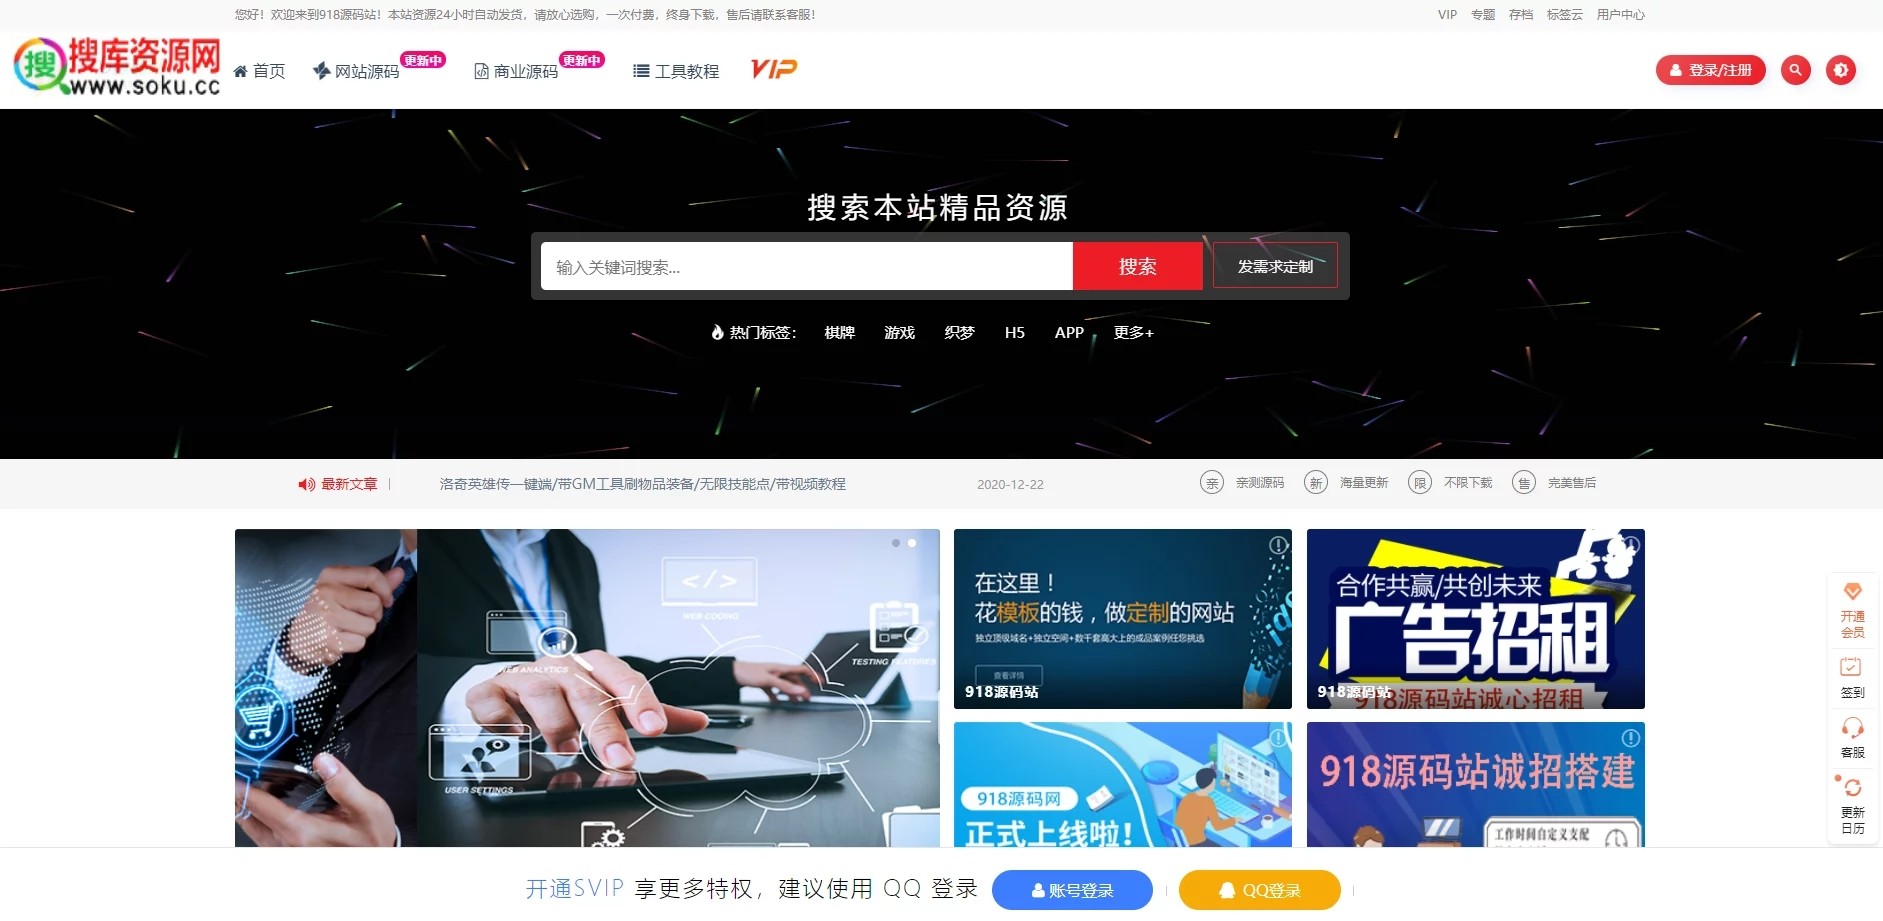 您好！欢迎来到918源码站！本站资源24小时自动发货，请放心选购，一次付费，终身下载，售后请联系客服！
VIP 专题 存档 标签云 用户中心
搜 搜库资源网
www.soku.cc
首页 网站源码 更新中 商业源码 更新中 工具教程 VIP
登录/注册
搜索本站精品资源
输入关键词搜索... 搜索 发需求定制
热门标签： 棋牌 游戏 织梦 H5 APP 更多+
最新文章 洛奇英雄传一键端/带GM工具刷物品装备/无限技能点/带视频教程 2020-12-22
亲 亲测源码 新 海量更新 限 不限下载 售 完美售后
</>
WEB CODING
WEB ANALYTICS
TESTING FEATURES
USER SETTINGS
在这里！
花模板的钱，做定制的网站
独立顶级域名+独立空间+数千套高大上的成品案例任您挑选
查看详情
918源码站
合作共赢/共创未来
广告招租
918源码站诚心招租
918源码站
918源码网
正式上线啦！
918源码站诚招搭建
工作时间自定义支配
开通
会员
签到
客服
更新
日历
开通SVIP 享更多特权，建议使用 QQ 登录 账号登录 QQ登录